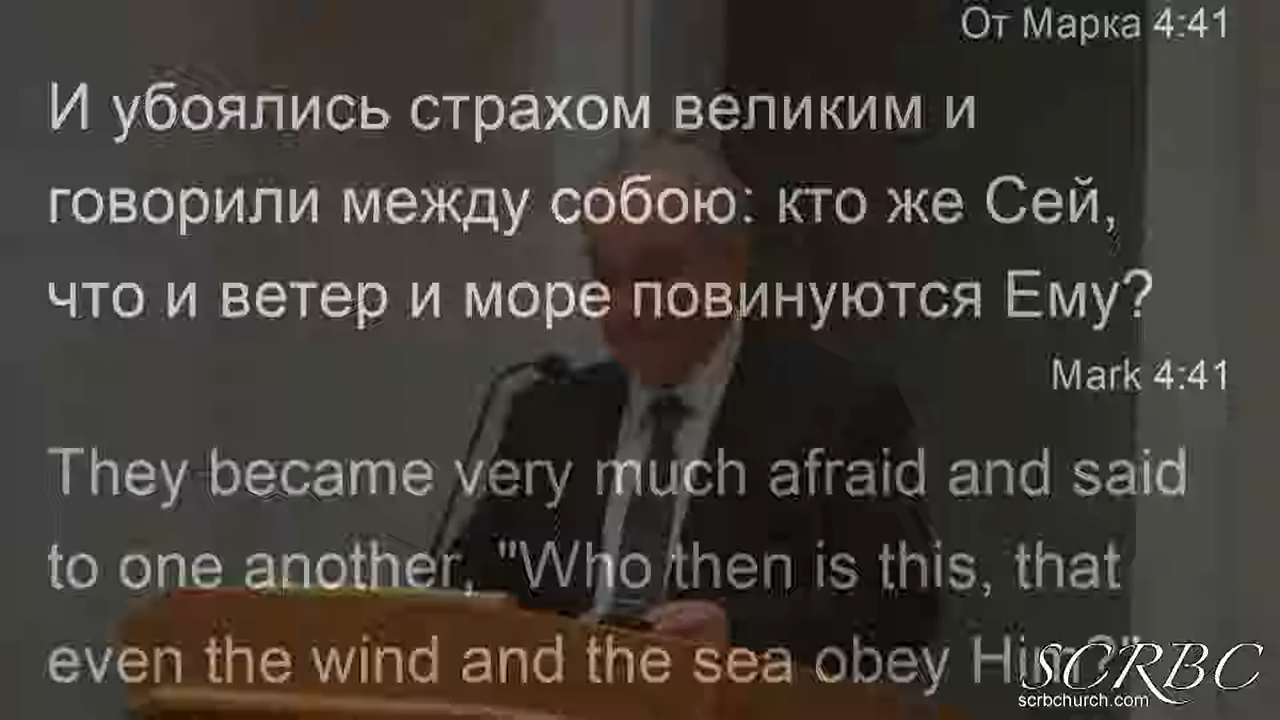 От Марка 4:41
И убоялись страхом великим и
говорили между собою: кто же Сей,
что и ветер и море повинуются Ему?
Mark 4:41
They became very much afraid and said
to one another, "Who then is this, that
even the wind and the sea obey Him?"
SCRBC
scrbchurch.com